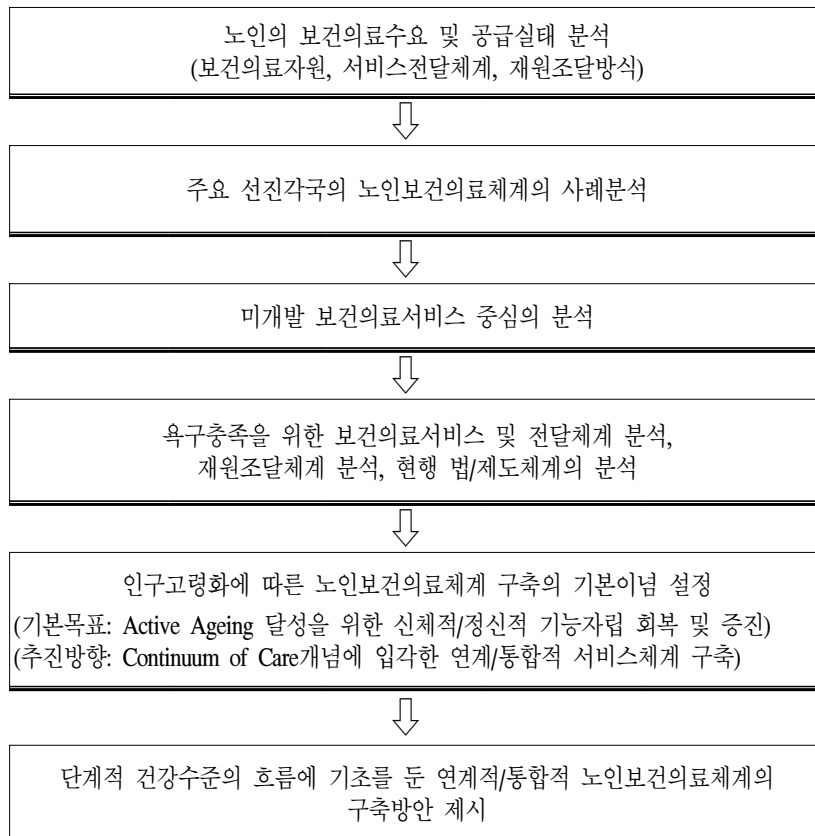 노인의 보건의료수요 및 공급실태 분석
(보건의료자원, 서비스전달체계, 재원조달방식)
주요 선진각국의 노인보건의료체계의 사례분석
미개발 보건의료서비스 중심의 분석
욕구충족을 위한 보건의료서비스 및 전달체계 분석,
재원조달체계 분석, 현행 법/제도체계의 분석
인구고령화에 따른 노인보건의료체계 구축의 기본이념 설정
(기본목표: Active Ageing 달성을 위한 신체적/정신적 기능자립 회복 및 증진)
(추진방향: Continuum of Care개념에 입각한 연계/통합적 서비스체계 구축)
단계적 건강수준의 흐름에 기초를 둔 연계적/통합적 노인보건의료체계의
구축방안 제시